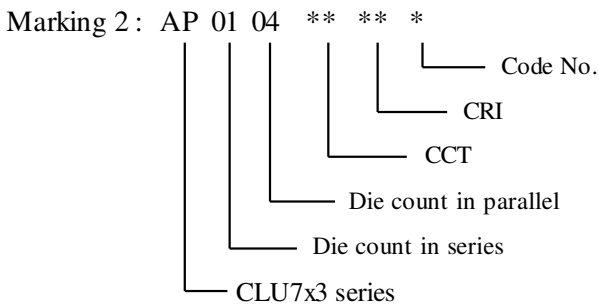 Marking 2 : AP 01 04 ** ** *
Code No.
CRI
CCT
Die count in parallel
Die count in series
CLU7x3 series